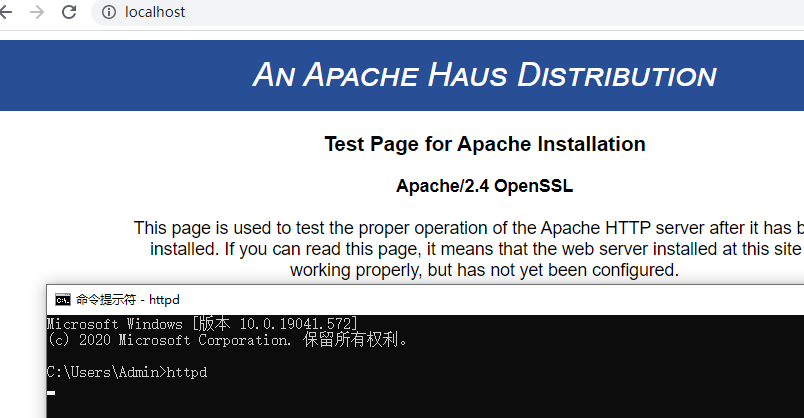 localhost
AN APACHE HAUS DISTRIBUTION
Test Page for Apache Installation
Apache/2.4 OpenSSL
This page is used to test the proper operation of the Apache HTTP server after it has b
installed. If you can read this page, it means that the web server installed at this site
working properly, but has not yet been configured.
命令提示符 - httpd
Microsoft Windows [版本 10.0.19041.572]
(c) 2020 Microsoft Corporation. 保留所有权利。
C:\Users\Admin>httpd